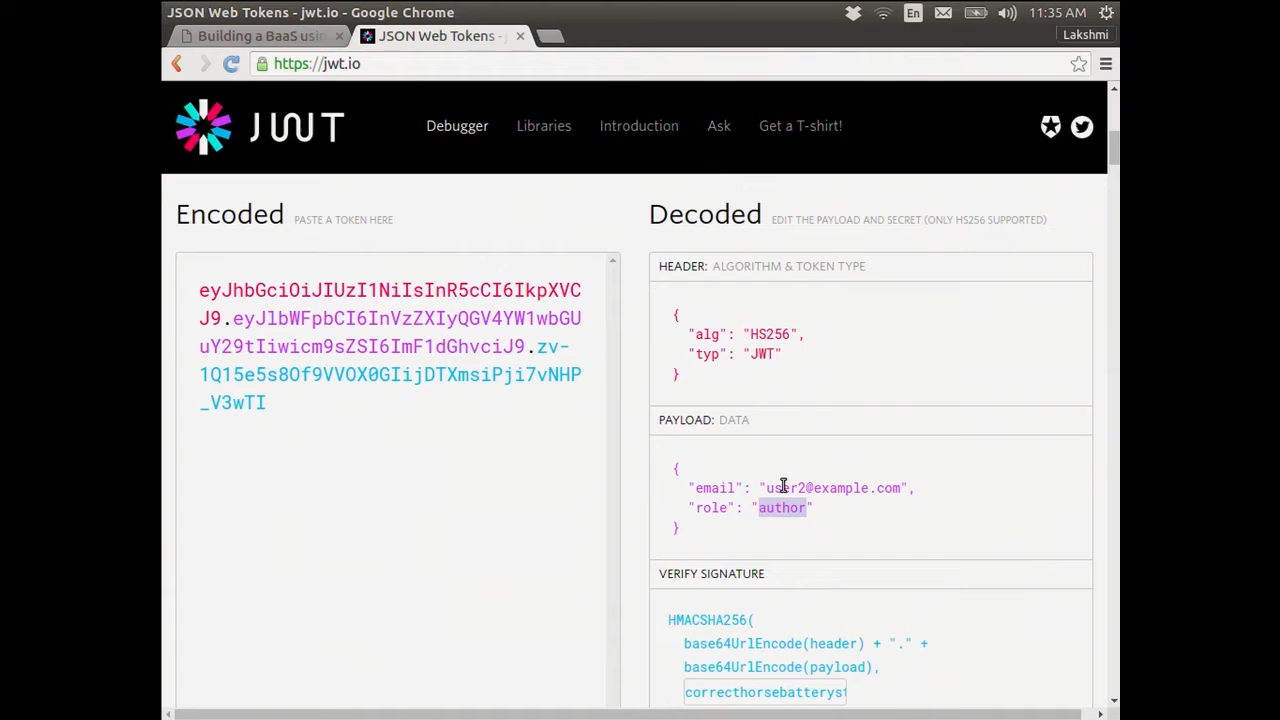 JSON Web Tokens - jwt.io - Google Chrome
En
11:35 AM
Building a BaaS usin
JSON Web Tokens -
Lakshmi
https://jwt.io
JWT
Debugger
Libraries
Introduction
Ask
Get a T-shirt!
Encoded PASTE A TOKEN HERE
Decoded EDIT THE PAYLOAD AND SECRET (ONLY HS256 SUPPORTED)
eyJhbGciOiJIUzI1NiIsInR5cCI6IkpXVC
J9.eyJlbWFpbCI6InVzZXIyQGV4YW1wbGU
uY29tIiwicm9sZSI6ImF1dGhvciJ9.zv-
1Q15e5s8Of9VVOX0GIijDTXmsiPji7vNHP
_V3wTI
HEADER: ALGORITHM & TOKEN TYPE
{
"alg": "HS256",
"typ": "JWT"
}
PAYLOAD: DATA
{
"email": "user2@example.com",
"role": "author"
}
VERIFY SIGNATURE
HMACSHA256(
base64UrlEncode(header) + "." +
base64UrlEncode(payload),
correcthorsebatteryst